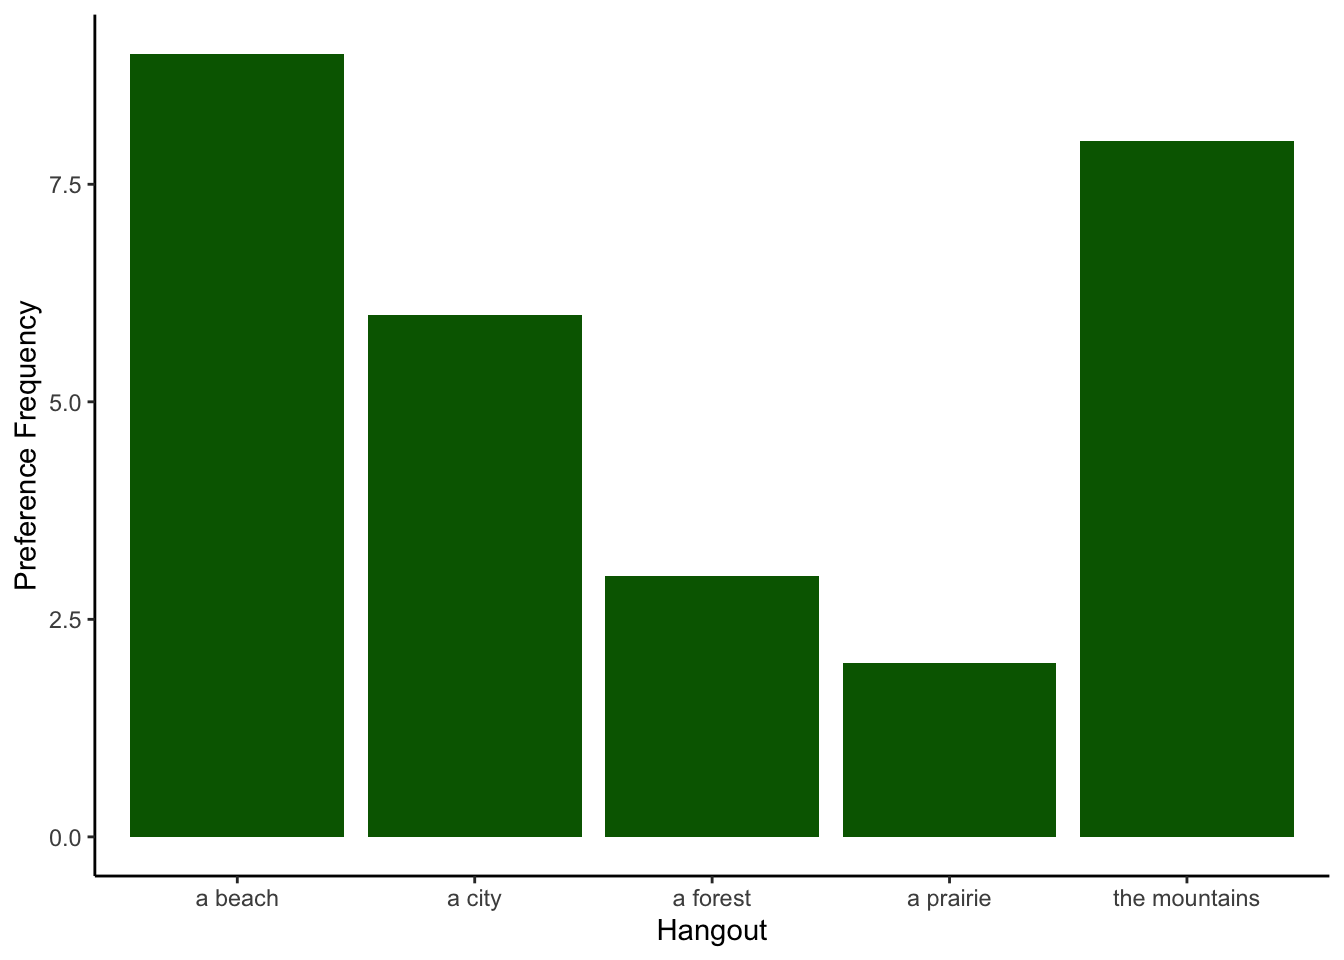 Preference Frequency
7.5
5.0
2.5
0.0
a beach
a city
a forest
a prairie
the mountains
Hangout